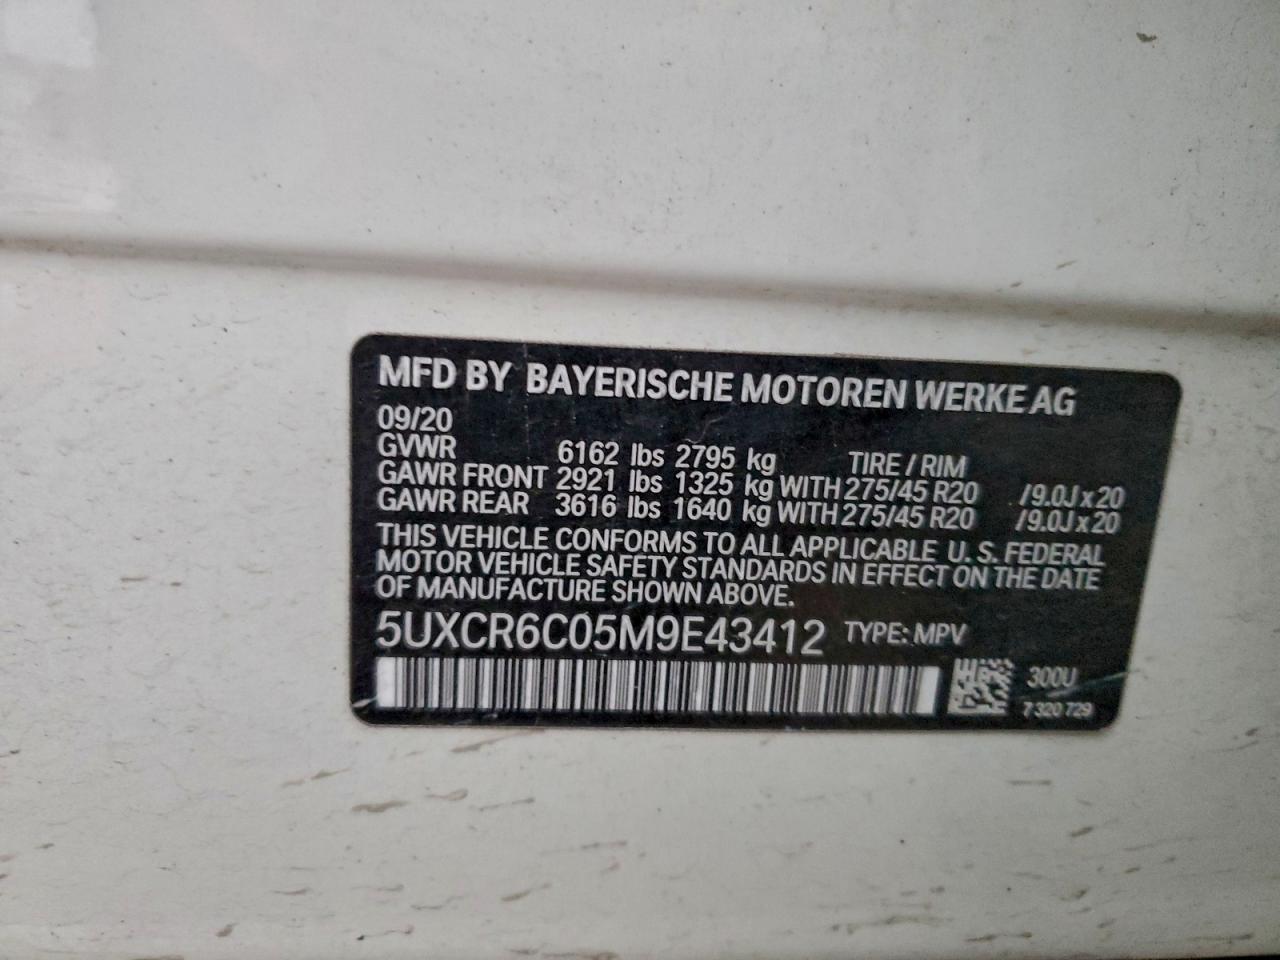 MFD BY BAYERISCHE MOTOREN WERKE AG
09/20
GVWR 6162 lbs 2795 kg TIRE / RIM
GAWR FRONT 2921 lbs 1325 kg WITH 275/45 R20 /9.0J x 20
GAWR REAR 3616 lbs 1640 kg WITH 275/45 R20 /9.0J x 20
THIS VEHICLE CONFORMS TO ALL APPLICABLE U. S. FEDERAL
MOTOR VEHICLE SAFETY STANDARDS IN EFFECT ON THE DATE
OF MANUFACTURE SHOWN ABOVE.
5UXCR6C05M9E43412 TYPE: MPV
300U
7 320 729